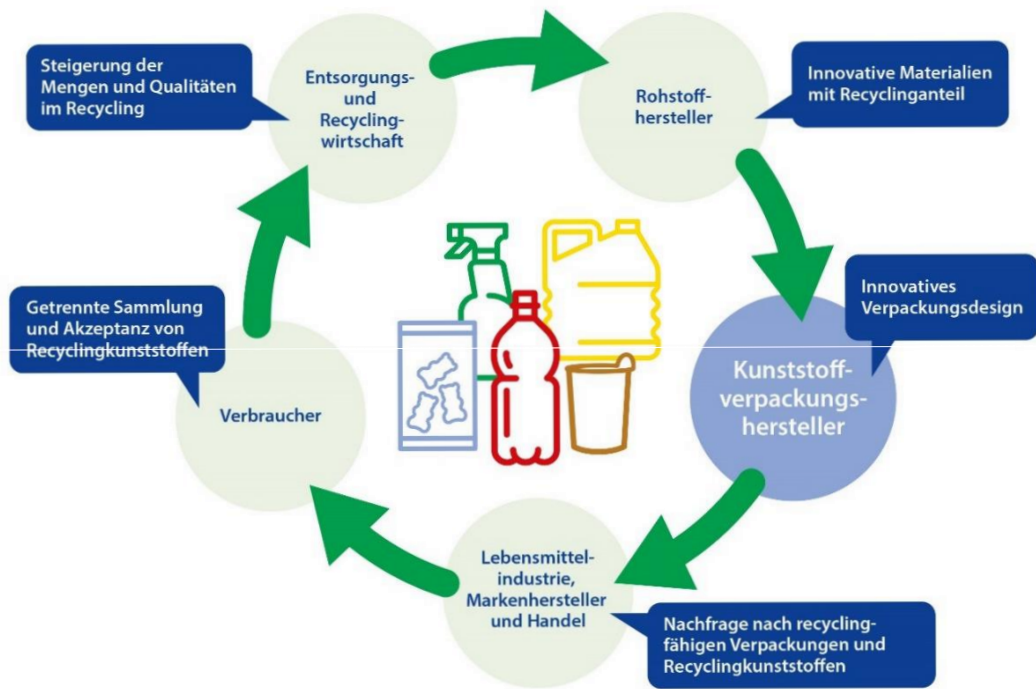 Steigerung der
Mengen und Qualitäten
im Recycling
Entsorgungs-
und
Recycling-
wirtschaft
Rohstoff-
hersteller
Innovative Materialien
mit Recyclinganteil
Innovatives
Verpackungsdesign
Kunststoff-
verpackungs-
hersteller
Lebensmittel-
industrie,
Markenhersteller
und Handel
Nachfrage nach recycling-
fähigen Verpackungen und
Recyclingkunststoffen
Getrennte Sammlung
und Akzeptanz von
Recyclingkunststoffen
Verbraucher